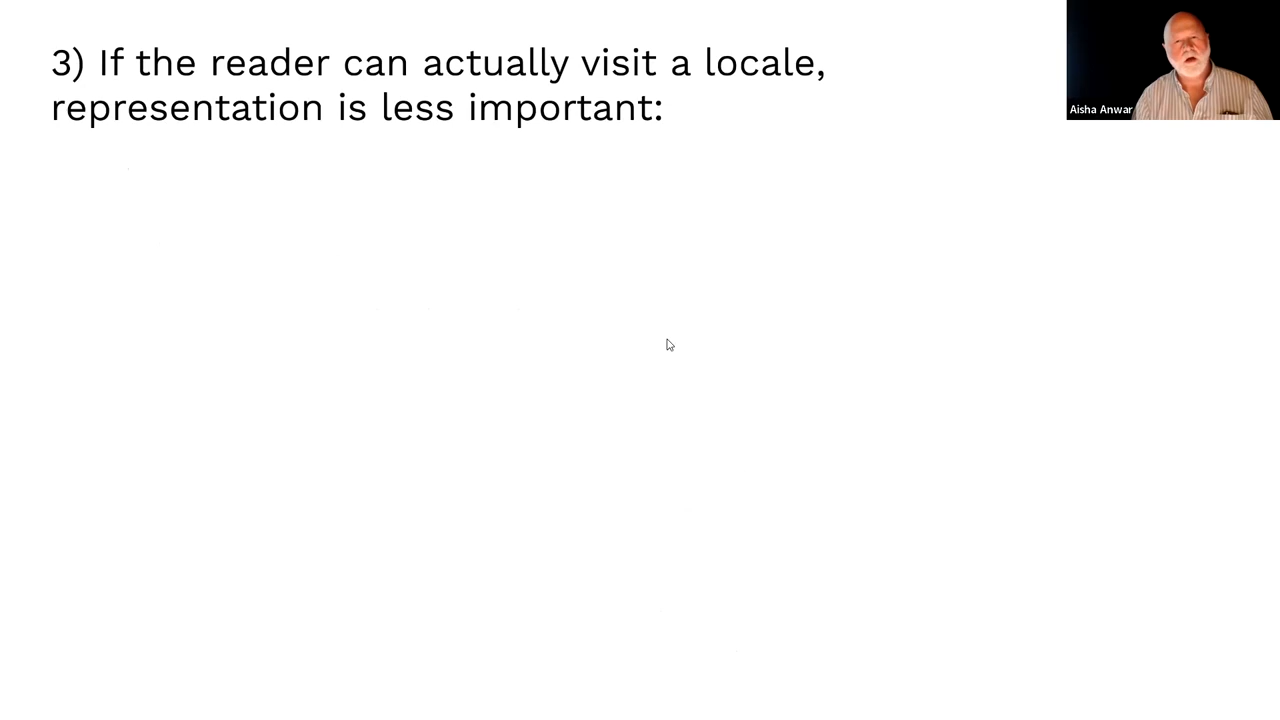 3) If the reader can actually visit a locale,
representation is less important:
Aisha Anwar